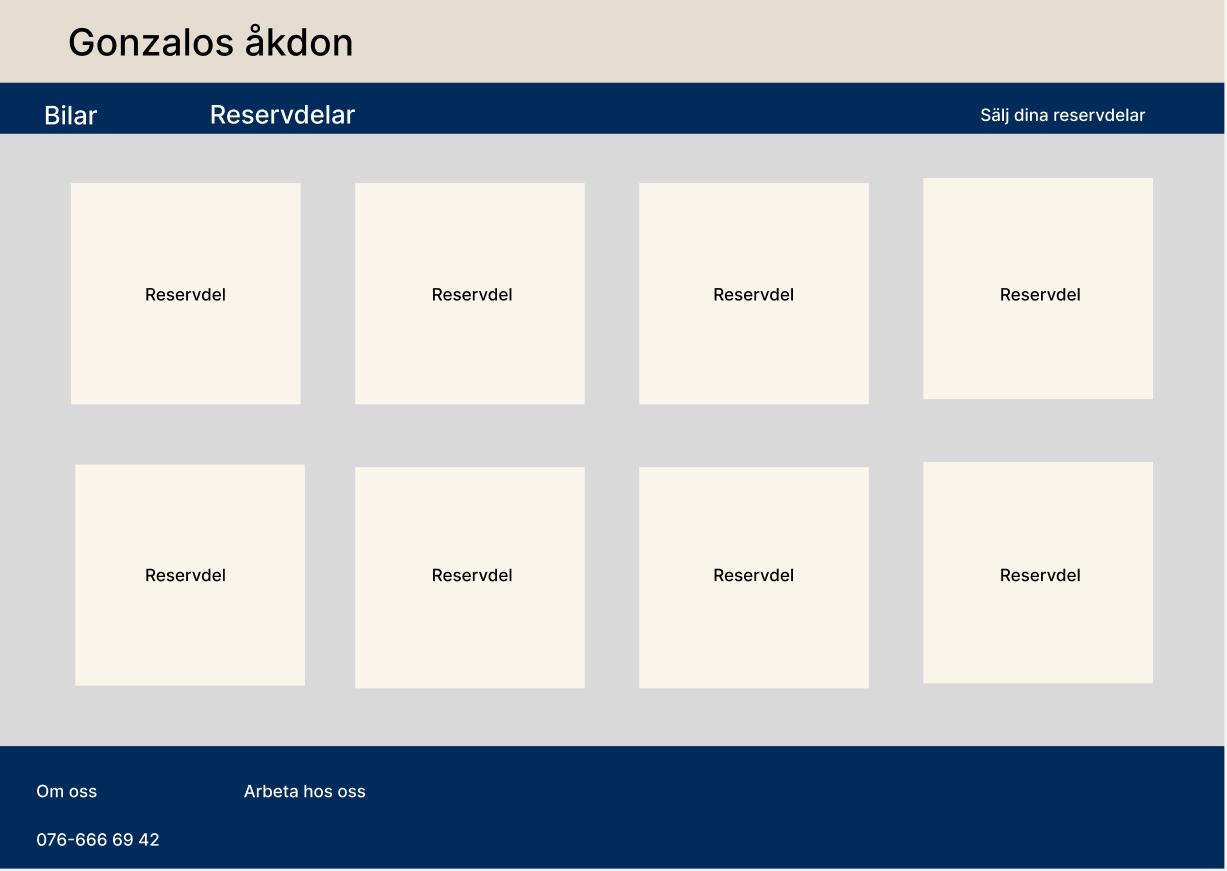 Gonzalos åkdon
Bilar Reservdelar Sälj dina reservdelar
Reservdel Reservdel Reservdel Reservdel
Reservdel Reservdel Reservdel Reservdel
Om oss Arbeta hos oss
076-666 69 42